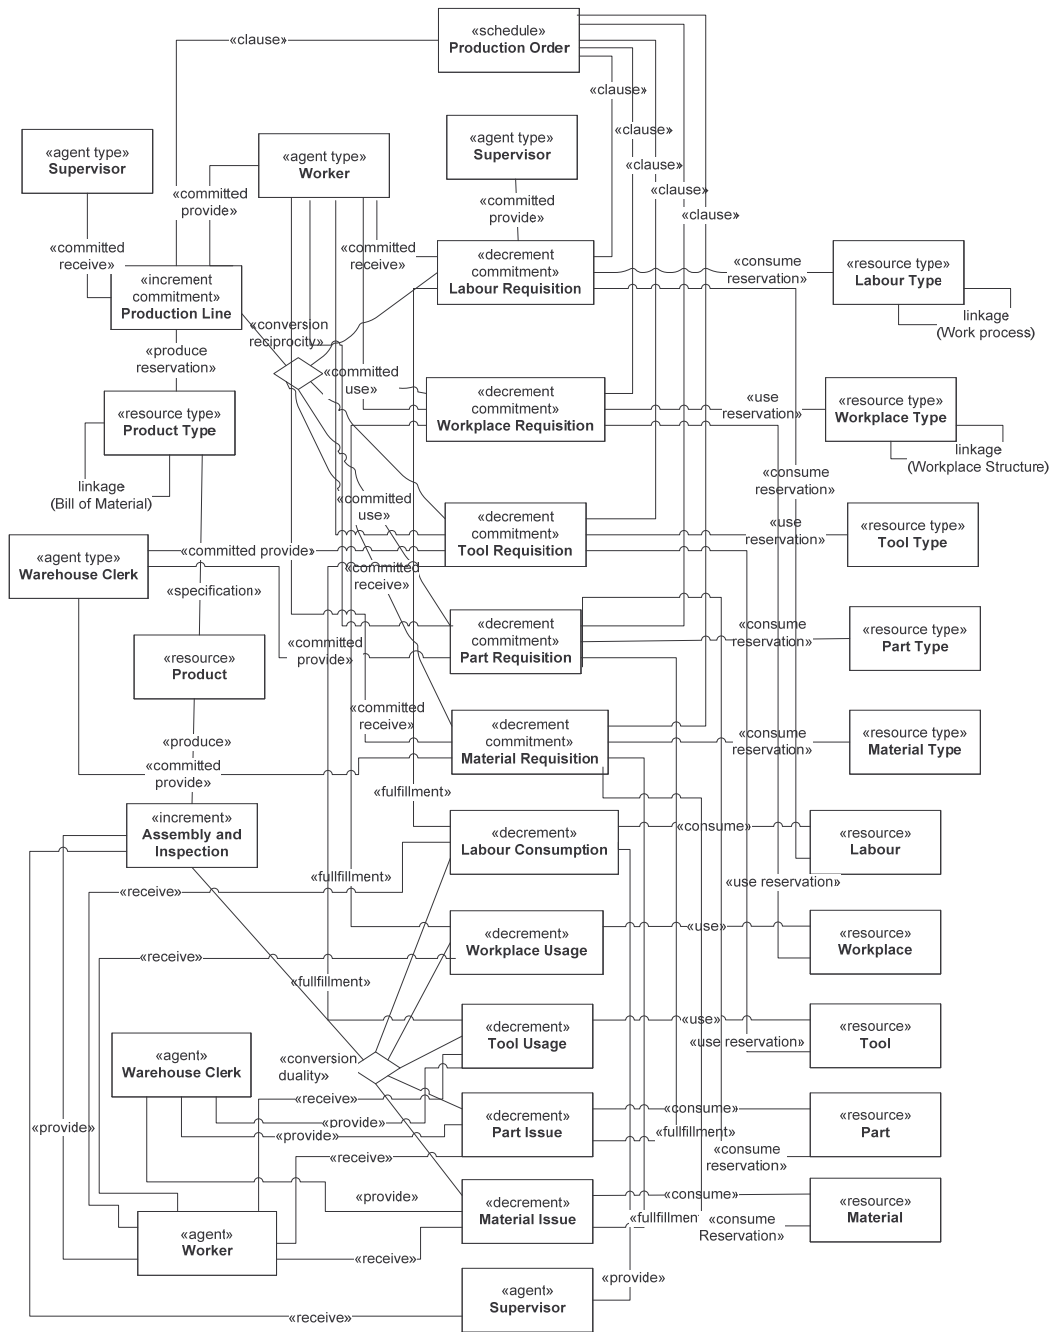 «schedule»
Production Order
«clause»
«clause»
«clause»
«clause»
«clause»
«clause»
«agent type»
Supervisor
«agent type»
Worker
«agent type»
Supervisor
«committed
provide»
«committed
provide»
«committed
receive»
«committed
receive»
«increment
commitment»
Production Line
«decrement
commitment»
Labour Requisition
«consume
reservation»
«resource type»
Labour Type
linkage
(Work process)
«conversion
reciprocity»
«produce
reservation»
«committed
use»
«resource type»
Product Type
linkage
(Bill of Material)
«decrement
commitment»
Workplace Requisition
«use
reservation»
«resource type»
Workplace Type
linkage
(Workplace Structure)
«consume
reservation»
«committed
use»
«decrement
commitment»
Tool Requisition
«use
reservation»
«resource type»
Tool Type
«agent type»
Warehouse Clerk
«committed provide»
«committed
receive»
«specification»
«resource»
Product
«committed
provide»
«decrement
commitment»
Part Requisition
«consume
reservation»
«resource type»
Part Type
«committed
receive»
«decrement
commitment»
Material Requisition
«consume
reservation»
«resource type»
Material Type
«produce»
«committed
provide»
«fulfillment»
«increment»
Assembly and
Inspection
«decrement»
Labour Consumption
«consume»
«resource»
Labour
«fullfillment»
«receive»
«use reservation»
«decrement»
Workplace Usage
«use»
«resource»
Workplace
«receive»
«fullfillment»
«decrement»
Tool Usage
«use»
«use reservation»
«resource»
Tool
«conversion
duality»
«agent»
Warehouse Clerk
«receive»
«provide»
«provide»
«provide»
«decrement»
Part Issue
«consume»
«fullfillment»
«resource»
Part
«consume
reservation»
«receive»
«provide»
«decrement»
Material Issue
«consume»
«fullfillment
«consume
Reservation»
«resource»
Material
«agent»
Worker
«receive»
«agent»
Supervisor
«provide»
«receive»